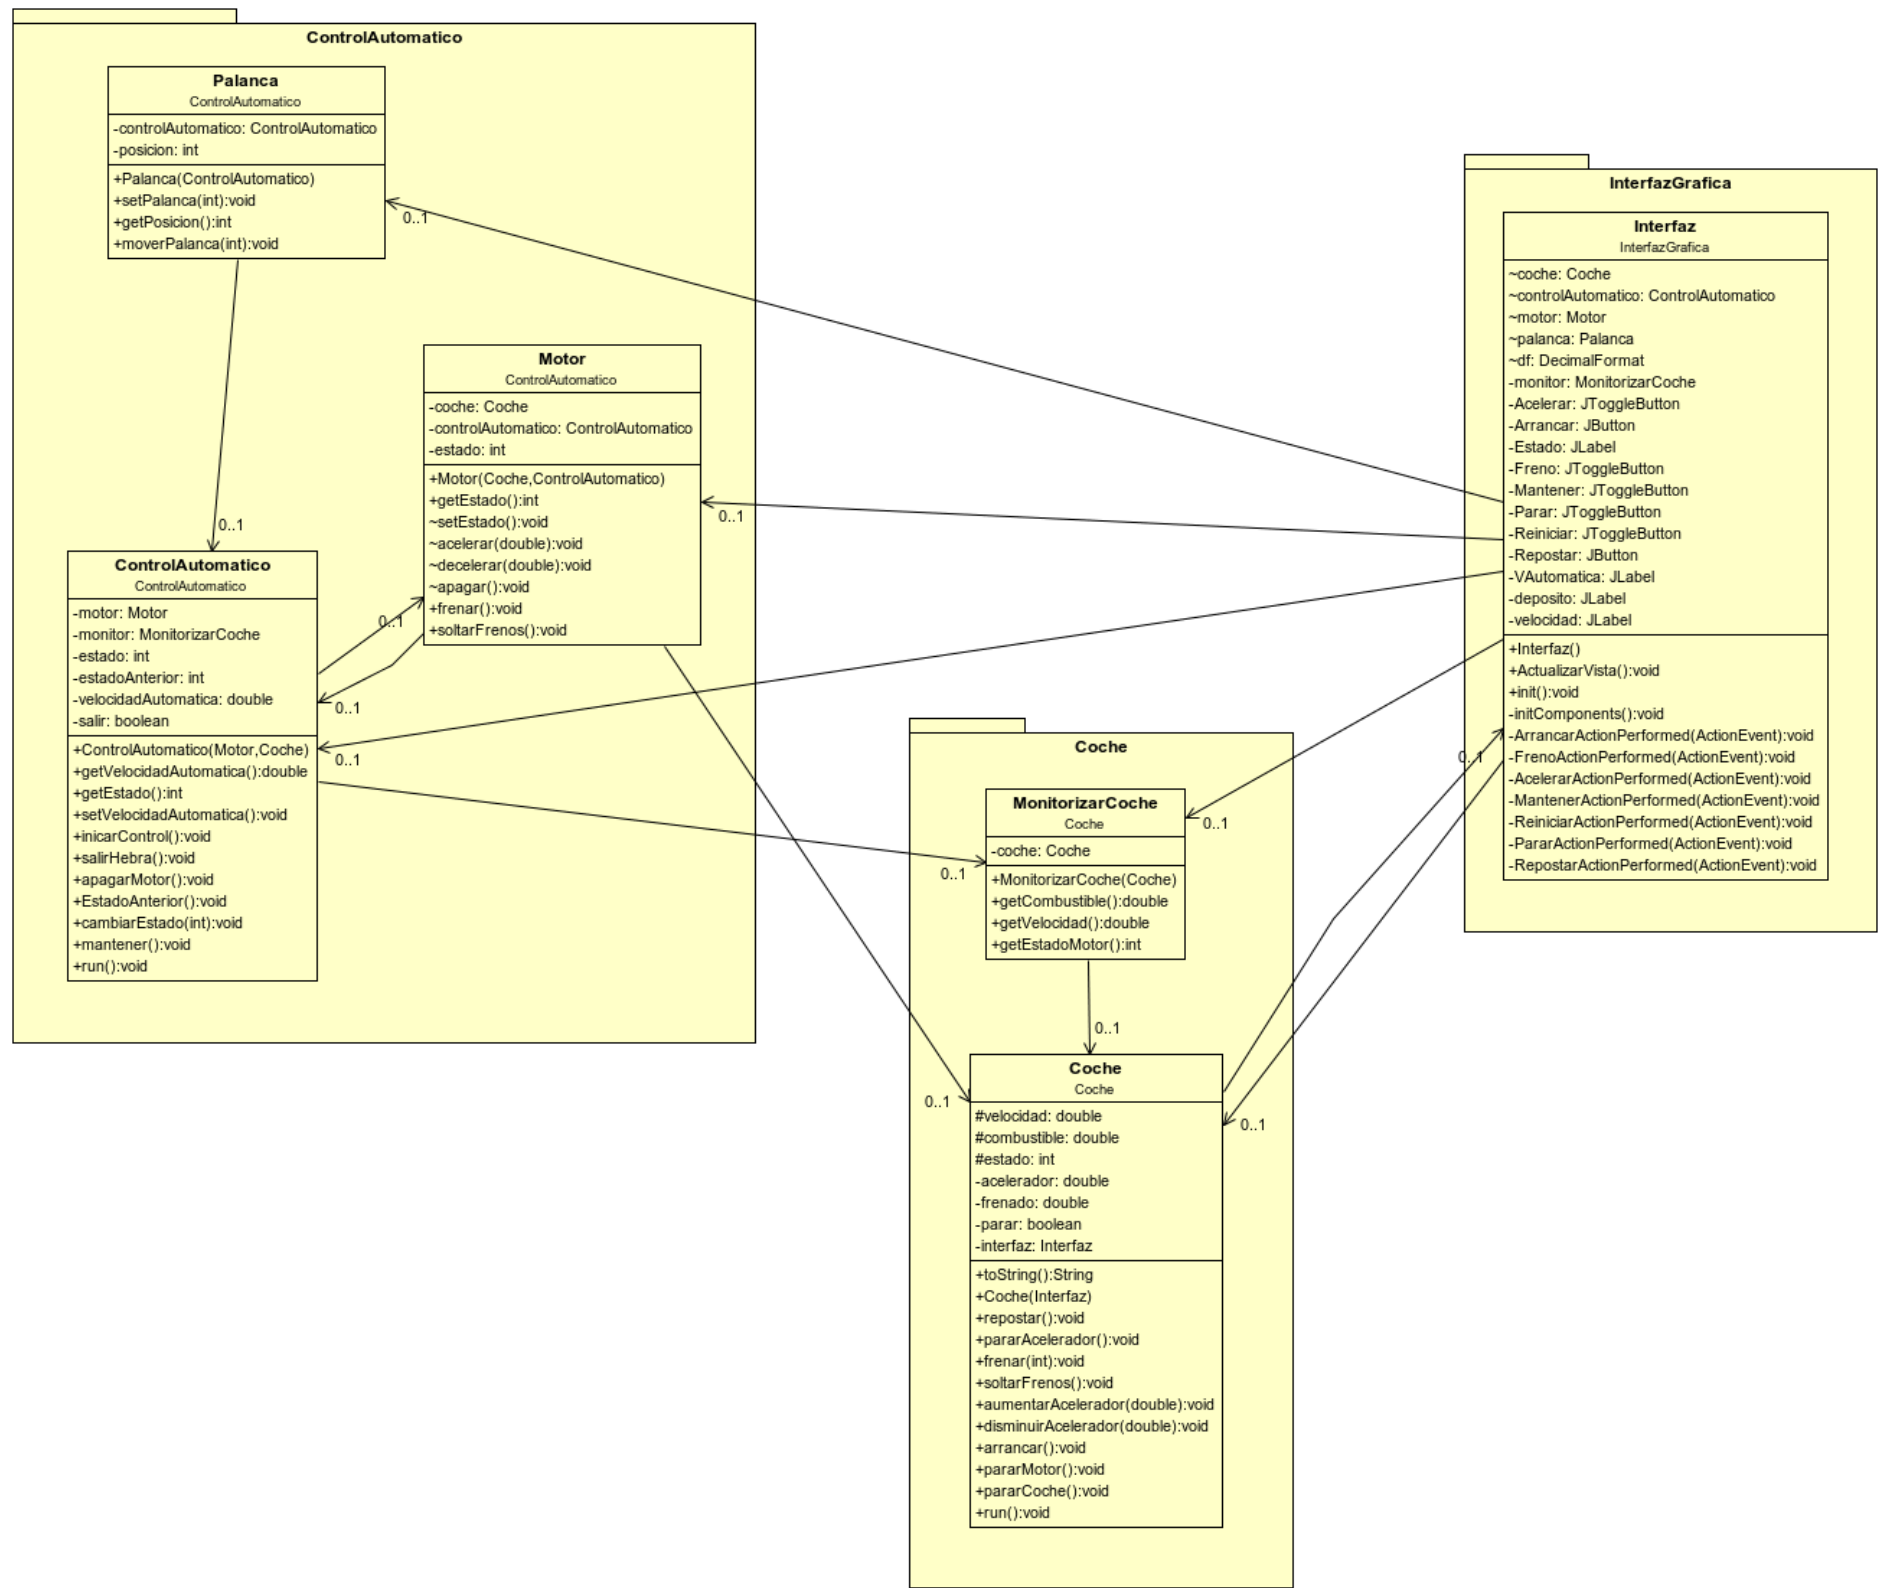 ControlAutomatico
Palanca
ControlAutomatico
-controlAutomatico: ControlAutomatico
-posicion: int
+Palanca(ControlAutomatico)
+setPalanca(int):void
+getPosicion():int
+moverPalanca(int):void
0..1
0..1
Motor
ControlAutomatico
-coche: Coche
-controlAutomatico: ControlAutomatico
-estado: int
+Motor(Coche,ControlAutomatico)
+getEstado():int
~setEstado():void
~acelerar(double):void
~decelerar(double):void
~apagar():void
+frenar():void
+soltarFrenos():void
0..1
0..1
0..1
0..1
ControlAutomatico
ControlAutomatico
-motor: Motor
-monitor: MonitorizarCoche
-estado: int
-estadoAnterior: int
-velocidadAutomatica: double
-salir: boolean
+ControlAutomatico(Motor,Coche)
+getVelocidadAutomatica():double
+getEstado():int
+setVelocidadAutomatica():void
+inicarControl():void
+salirHebra():void
+apagarMotor():void
+EstadoAnterior():void
+cambiarEstado(int):void
+mantener():void
+run():void
InterfazGrafica
Interfaz
InterfazGrafica
~coche: Coche
~controlAutomatico: ControlAutomatico
~motor: Motor
~palanca: Palanca
~df: DecimalFormat
-monitor: MonitorizarCoche
-Acelerar: JToggleButton
-Arrancar: JButton
-Estado: JLabel
-Freno: JToggleButton
-Mantener: JToggleButton
-Parar: JToggleButton
-Reiniciar: JToggleButton
-Repostar: JButton
-VAutomatica: JLabel
-deposito: JLabel
-velocidad: JLabel
+Interfaz()
+ActualizarVista():void
+init():void
-initComponents():void
-ArrancarActionPerformed(ActionEvent):void
-FrenoActionPerformed(ActionEvent):void
-AcelerarActionPerformed(ActionEvent):void
-MantenerActionPerformed(ActionEvent):void
-ReiniciarActionPerformed(ActionEvent):void
-PararActionPerformed(ActionEvent):void
-RepostarActionPerformed(ActionEvent):void
0..1
Coche
MonitorizarCoche
Coche
-coche: Coche
+MonitorizarCoche(Coche)
+getCombustible():double
+getVelocidad():double
+getEstadoMotor():int
0..1
0..1
0..1
0..1
0..1
Coche
Coche
#velocidad: double
#combustible: double
#estado: int
-acelerador: double
-frenado: double
-parar: boolean
-interfaz: Interfaz
+toString():String
+Coche(Interfaz)
+repostar():void
+pararAcelerador():void
+frenar(int):void
+soltarFrenos():void
+aumentarAcelerador(double):void
+disminuirAcelerador(double):void
+arrancar():void
+pararMotor():void
+pararCoche():void
+run():void